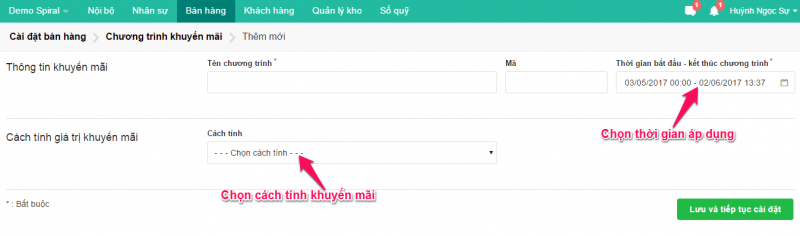 Demo Spiral Nội bộ Nhân sự Bán hàng Khách hàng Quản lý kho Sổ quỹ 1 1 Huỳnh Ngọc Sự
Cài đặt bán hàng Chương trình khuyến mãi Thêm mới
Thông tin khuyến mãi Tên chương trình * Mã Thời gian bắt đầu - kết thúc chương trình *
03/05/2017 00:00 - 02/06/2017 13:37
Chọn thời gian áp dụng
Cách tính giá trị khuyến mãi Cách tính
- - - Chọn cách tính - - -
Chọn cách tính khuyến mãi
* : Bắt buộc Lưu và tiếp tục cài đặt